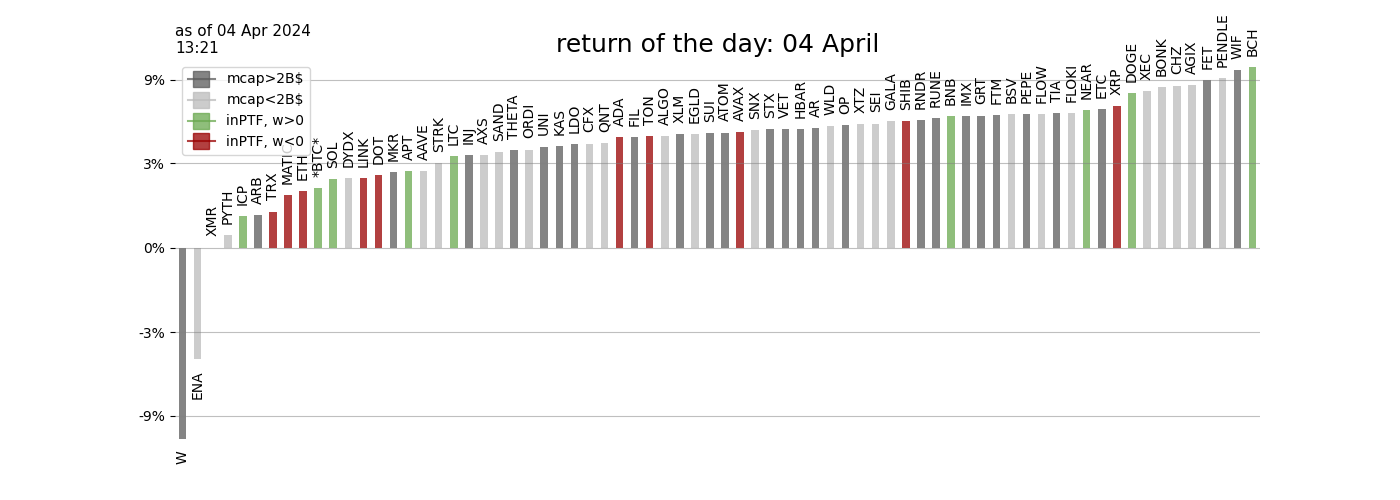 as of 04 Apr 2024
13:21
return of the day: 04 April
mcap>2B$
mcap<2B$
inPTF, w>0
inPTF, w<0
9%
3%
0%
-3%
-9%
W
ENA
XMR
PYTH
ICP
ARB
TRX
MATIC
ETH
*BTC*
SOL
DYDX
LINK
DOT
MKR
APT
AAVE
STRK
LTC
INJ
AXS
SAND
THETA
ORDI
UNI
KAS
LDO
CFX
QNT
ADA
FIL
TON
ALGO
XLM
EGLD
SUI
ATOM
AVAX
SNX
STX
VET
HBAR
AR
WLD
OP
XTZ
SEI
GALA
SHIB
RNDR
RUNE
BNB
IMX
GRT
FTM
BSV
PEPE
FLOW
TIA
FLOKI
NEAR
ETC
XRP
DOGE
XEC
BONK
CHZ
AGIX
FET
PENDLE
WIF
BCH